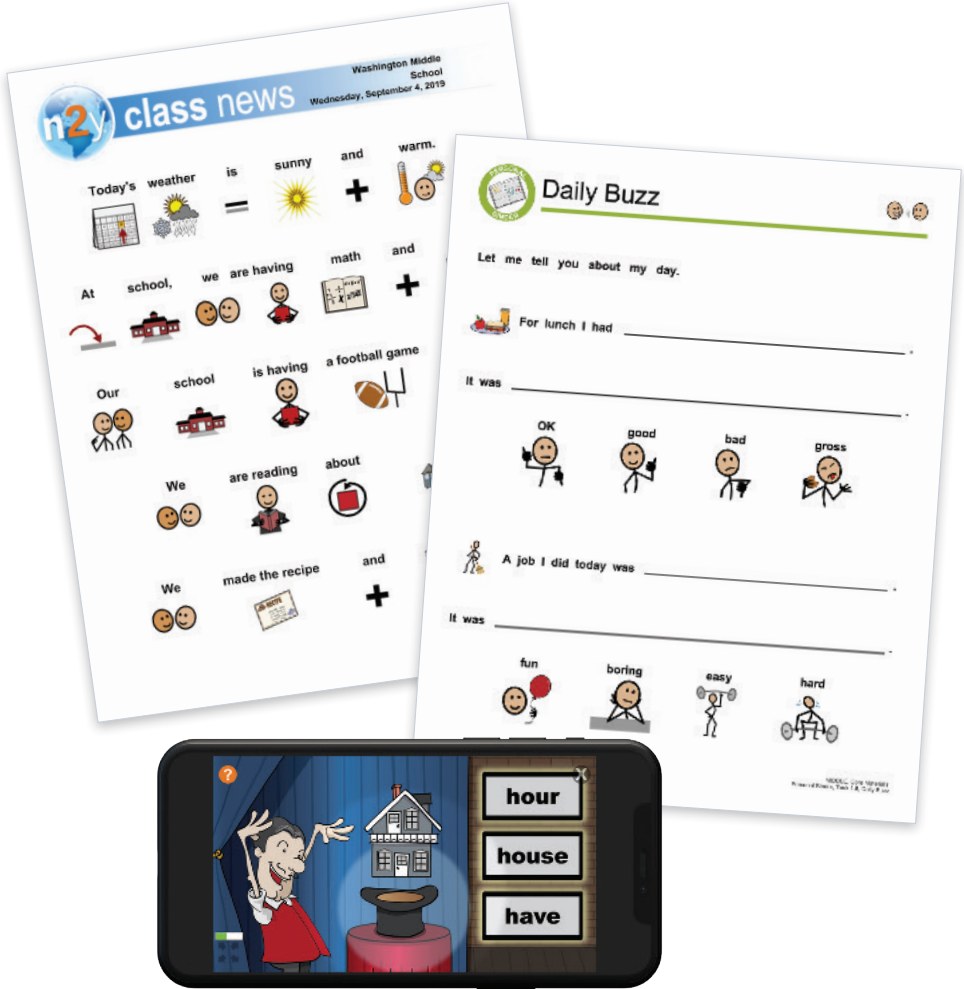 n2y class news
Washington Middle
School
Wednesday, September 4, 2019
Today's weather is sunny and warm.
At school, we are having math and
Our school is having a football game
We are reading about
We made the recipe and
PERSONAL
BINDER
Daily Buzz
Let me tell you about my day.
For lunch I had .
It was .
OK good bad gross
A job I did today was .
It was .
fun boring easy hard
?
X
hour
house
have